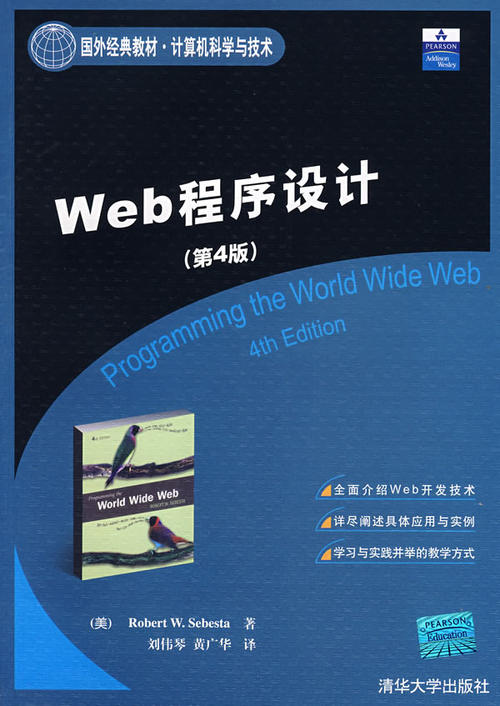 国外经典教材·计算机科学与技术
PEARSON
Addison
Wesley
Web程序设计
(第4版)
Programming the World Wide Web
4th Edition
Programming the
World Wide Web
ROBERT W. SEBESTA
全面介绍Web开发技术
详尽阐述具体应用与实例
学习与实践并举的教学方式
(美) Robert W. Sebesta 著
刘伟琴 黄广华 译
PEARSON
Education
清华大学出版社